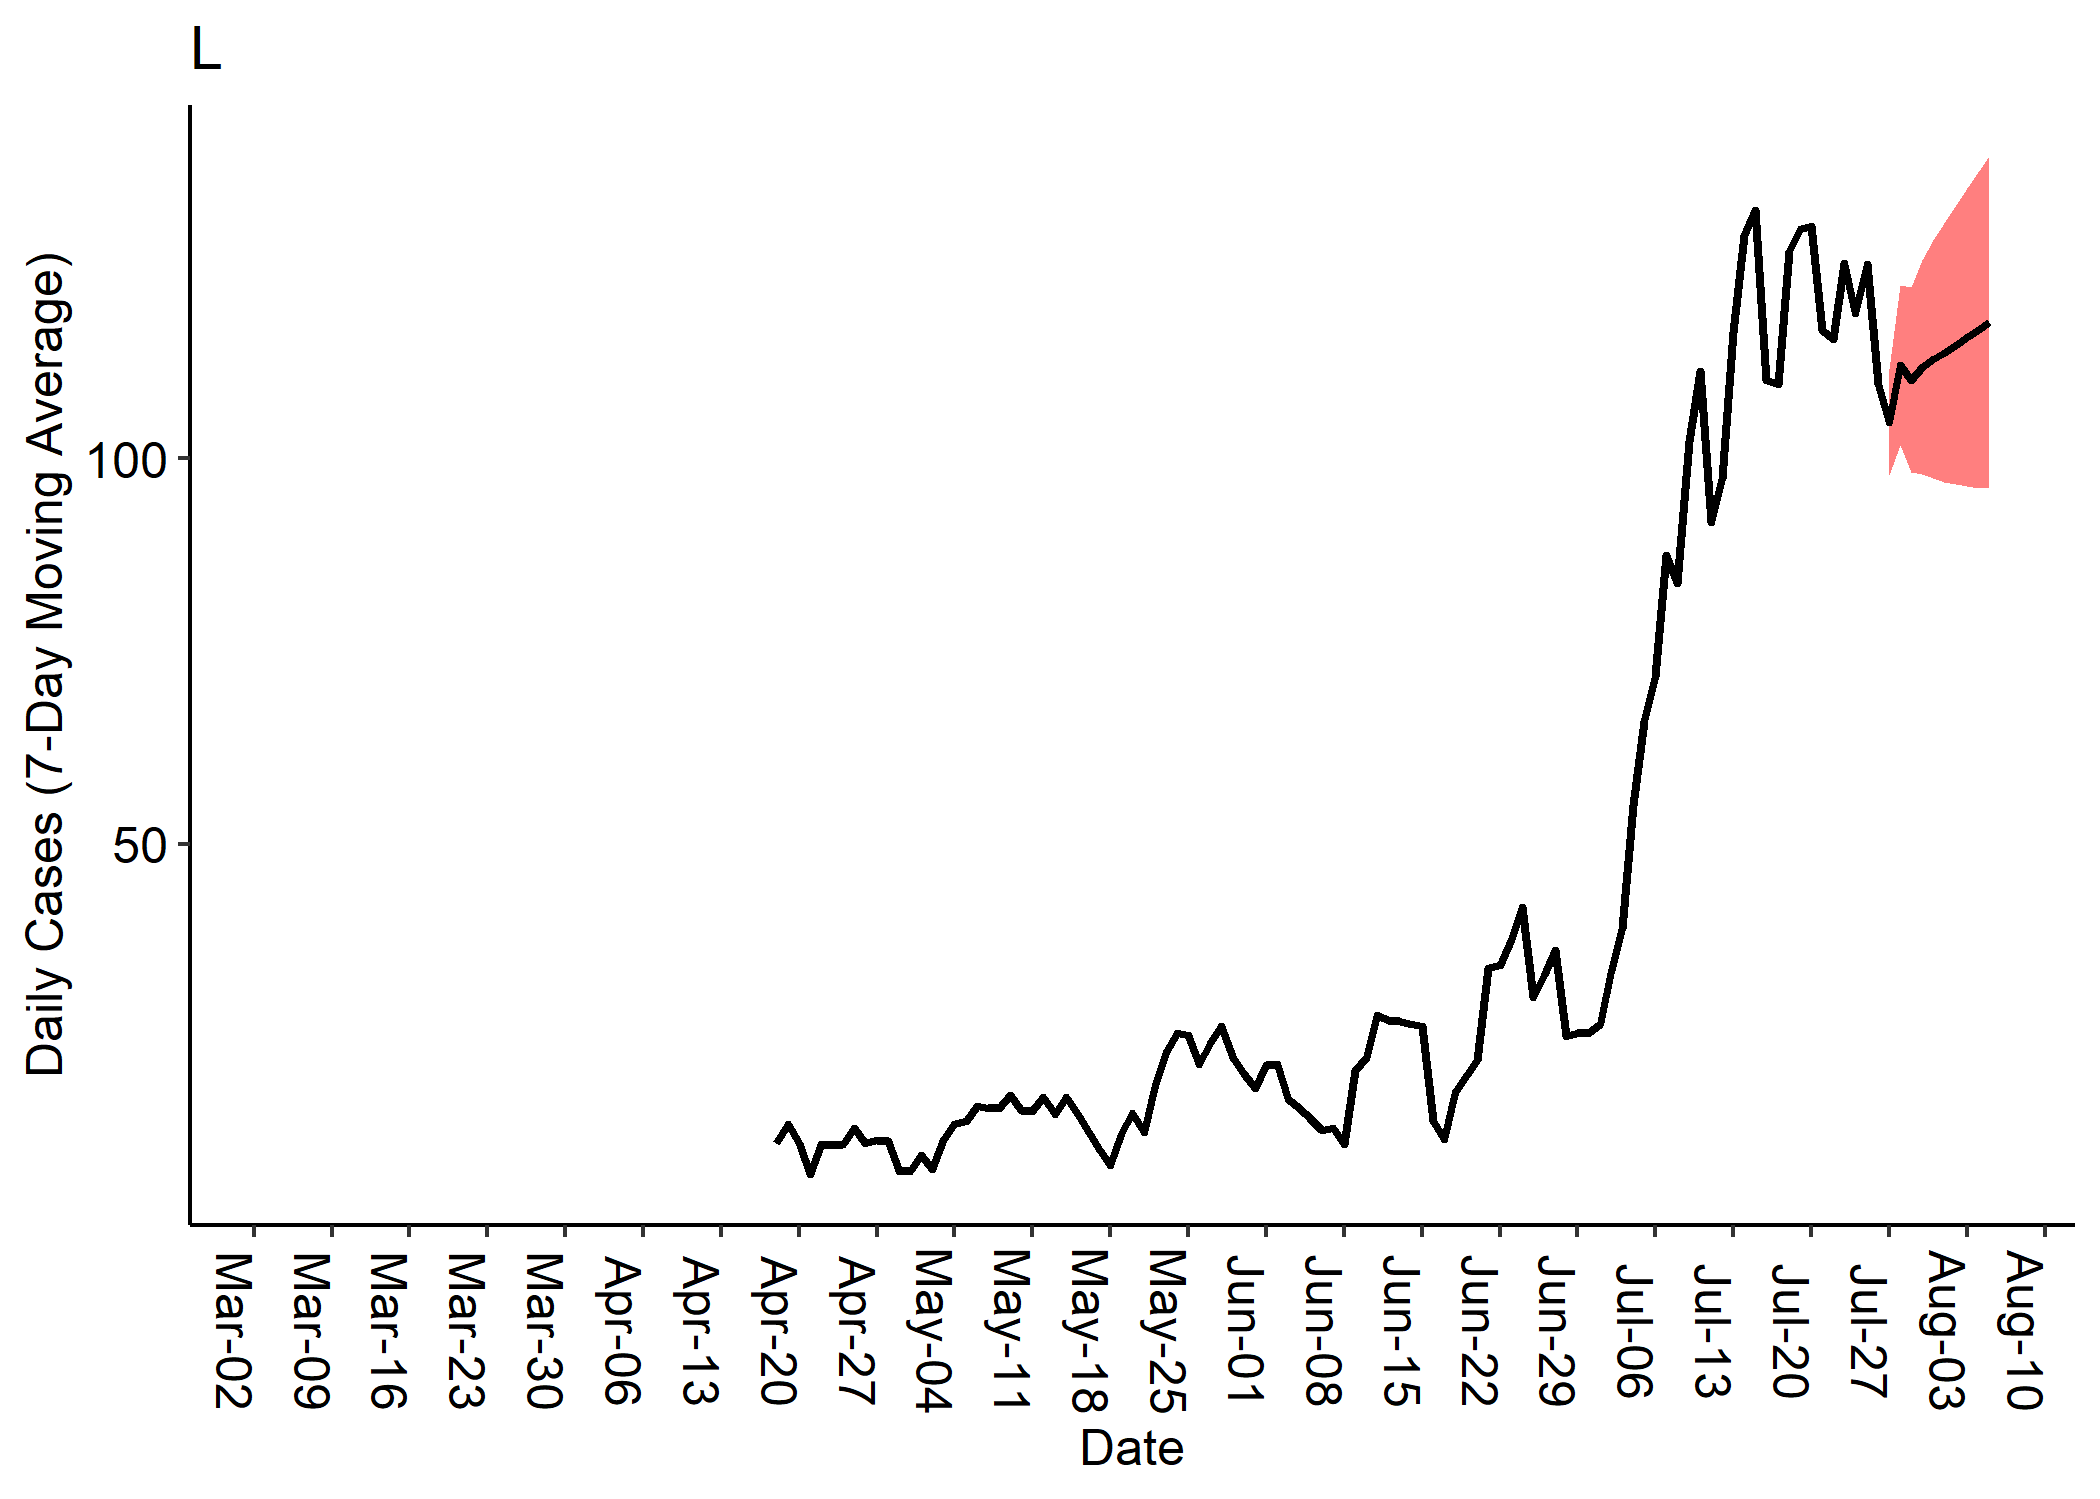 L
Daily Cases (7-Day Moving Average)
100
50
Mar-02
Mar-09
Mar-16
Mar-23
Mar-30
Apr-06
Apr-13
Apr-20
Apr-27
May-04
May-11
May-18
May-25
Jun-01
Jun-08
Jun-15
Jun-22
Jun-29
Jul-06
Jul-13
Jul-20
Jul-27
Aug-03
Aug-10
Date